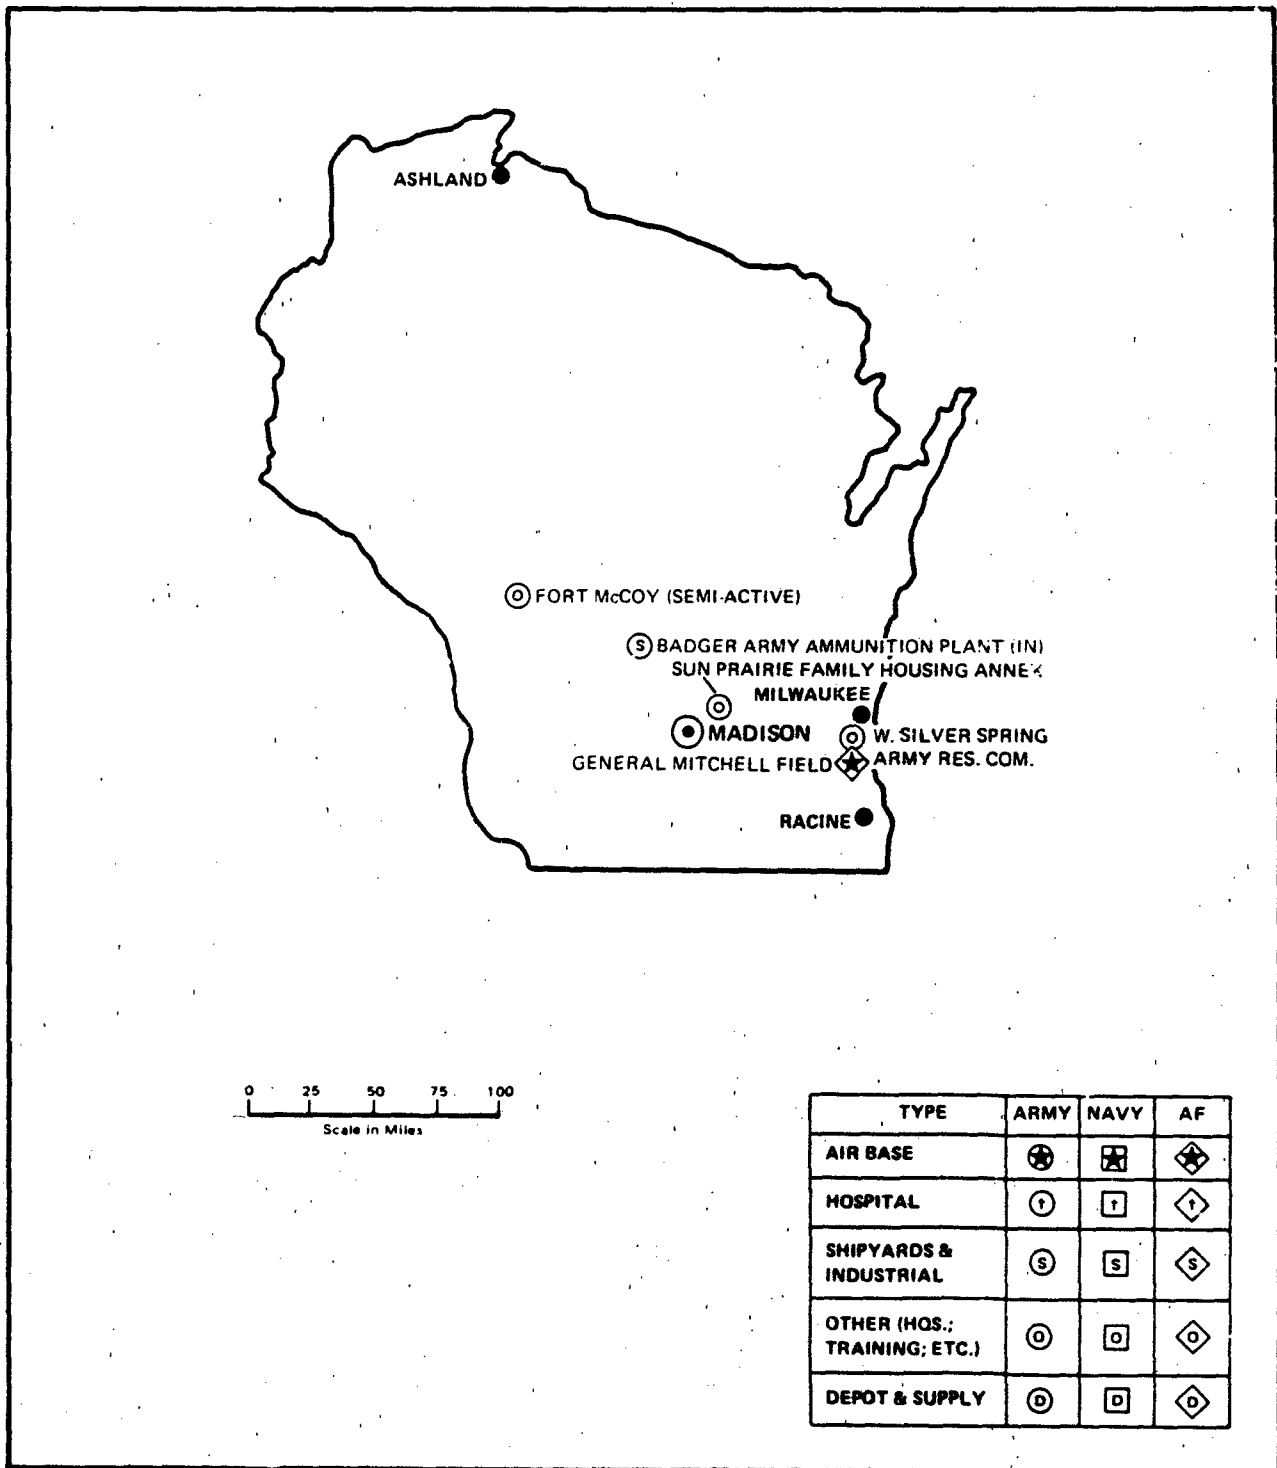 ASHLAND
FORT McCOY (SEMI-ACTIVE)
S BADGER ARMY AMMUNITION PLANT (IN)
SUN PRAIRIE FAMILY HOUSING ANNEX
MILWAUKEE
MADISON
W. SILVER SPRING
ARMY RES. COM.
GENERAL MITCHELL FIELD
RACINE
0 25 50 75 100
Scale in Miles
TYPE ARMY NAVY AF
AIR BASE
HOSPITAL
SHIPYARDS &
INDUSTRIAL S S S
OTHER (HOS.;
TRAINING; ETC.) O O O
DEPOT & SUPPLY D D D